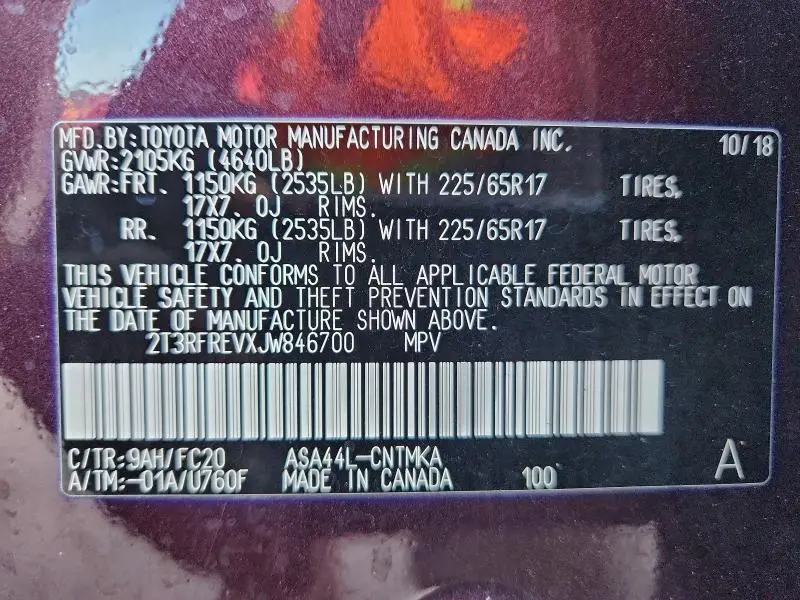 MFD.BY:TOYOTA MOTOR MANUFACTURING CANADA INC. 10/18
GVWR:2105KG (4640LB)
GAWR:FRT. 1150KG (2535LB) WITH 225/65R17 TIRES,
17X7. OJ RIMS.
RR. 1150KG (2535LB) WITH 225/65R17 TIRES,
17X7. OJ RIMS.
THIS VEHICLE CONFORMS TO ALL APPLICABLE FEDERAL MOTOR
VEHICLE SAFETY AND THEFT PREVENTION STANDARDS IN EFFECT ON
THE DATE OF MANUFACTURE SHOWN ABOVE.
2T3RFREVXJW846700 MPV
C/TR:9AH/FC20 ASA44L-CNTMKA
A/TM:-01A/U760F MADE IN CANADA 100 A